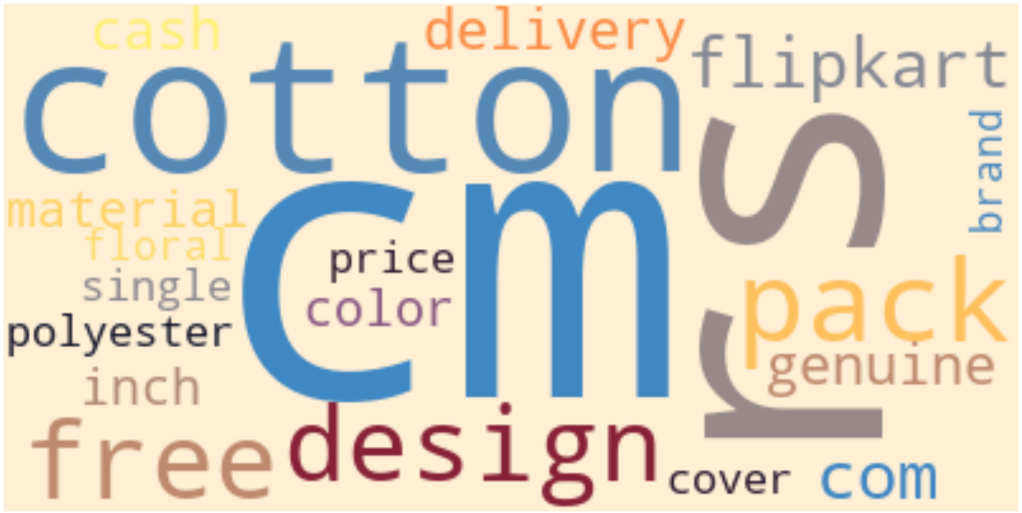 cash
delivery
flipkart
cotton
brand
rs
material
cm
floral
price
single
color
pack
polyester
genuine
inch
design
free
cover
com